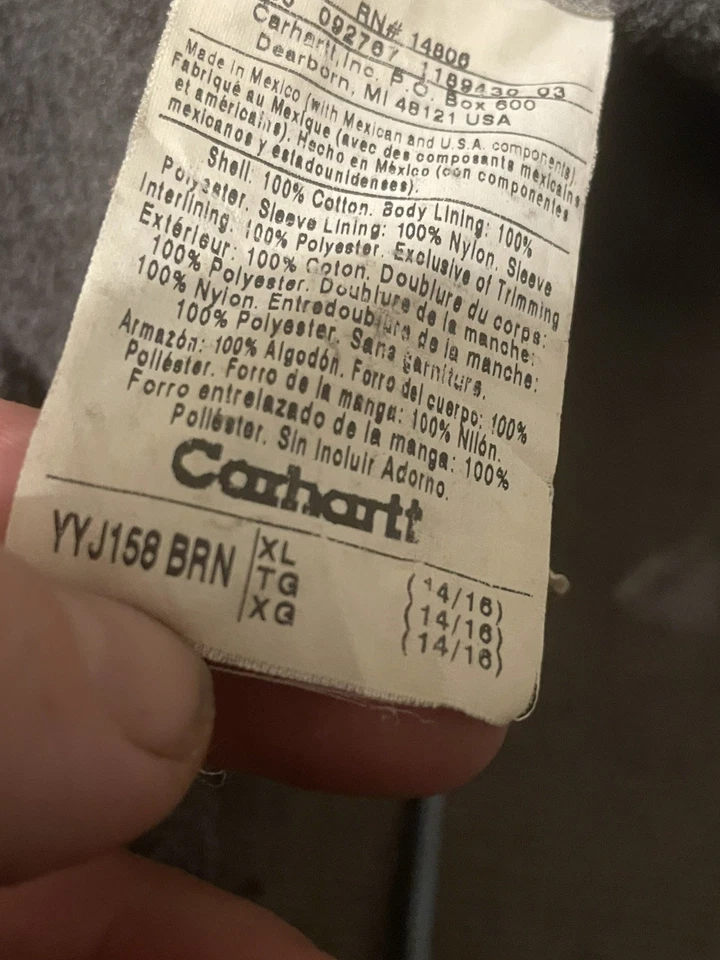 RN# 14806
092767 1189430 03
Carhartt, Inc. P.O. Box 600
Dearborn, MI 48121 USA
Made in Mexico (with Mexican and U.S.A. components).
Fabriqué au Mexique (avec des composants mexicains
et américains). Hecho en México (con componentes
mexicanos y estadounidenses).
Shell: 100% Cotton. Body Lining: 100%
Polyester. Sleeve Lining: 100% Nylon. Sleeve
Interlining: 100% Polyester. Exclusive of Trimming
Extérieur: 100% Coton. Doublure du corps:
100% Polyester. Doublure de la manche:
100% Nylon. Entredoublure de la manche:
100% Polyester. Sans garniture.
Armazón: 100% Algodón. Forro del cuerpo: 100%
Poliéster. Forro de la manga: 100% Nilón.
Forro entrelazado de la manga: 100%
Poliéster. Sin Incluir Adorno.
Carhartt
YYJ158 BRN XL (14/16)
TG (14/16)
XG (14/16)